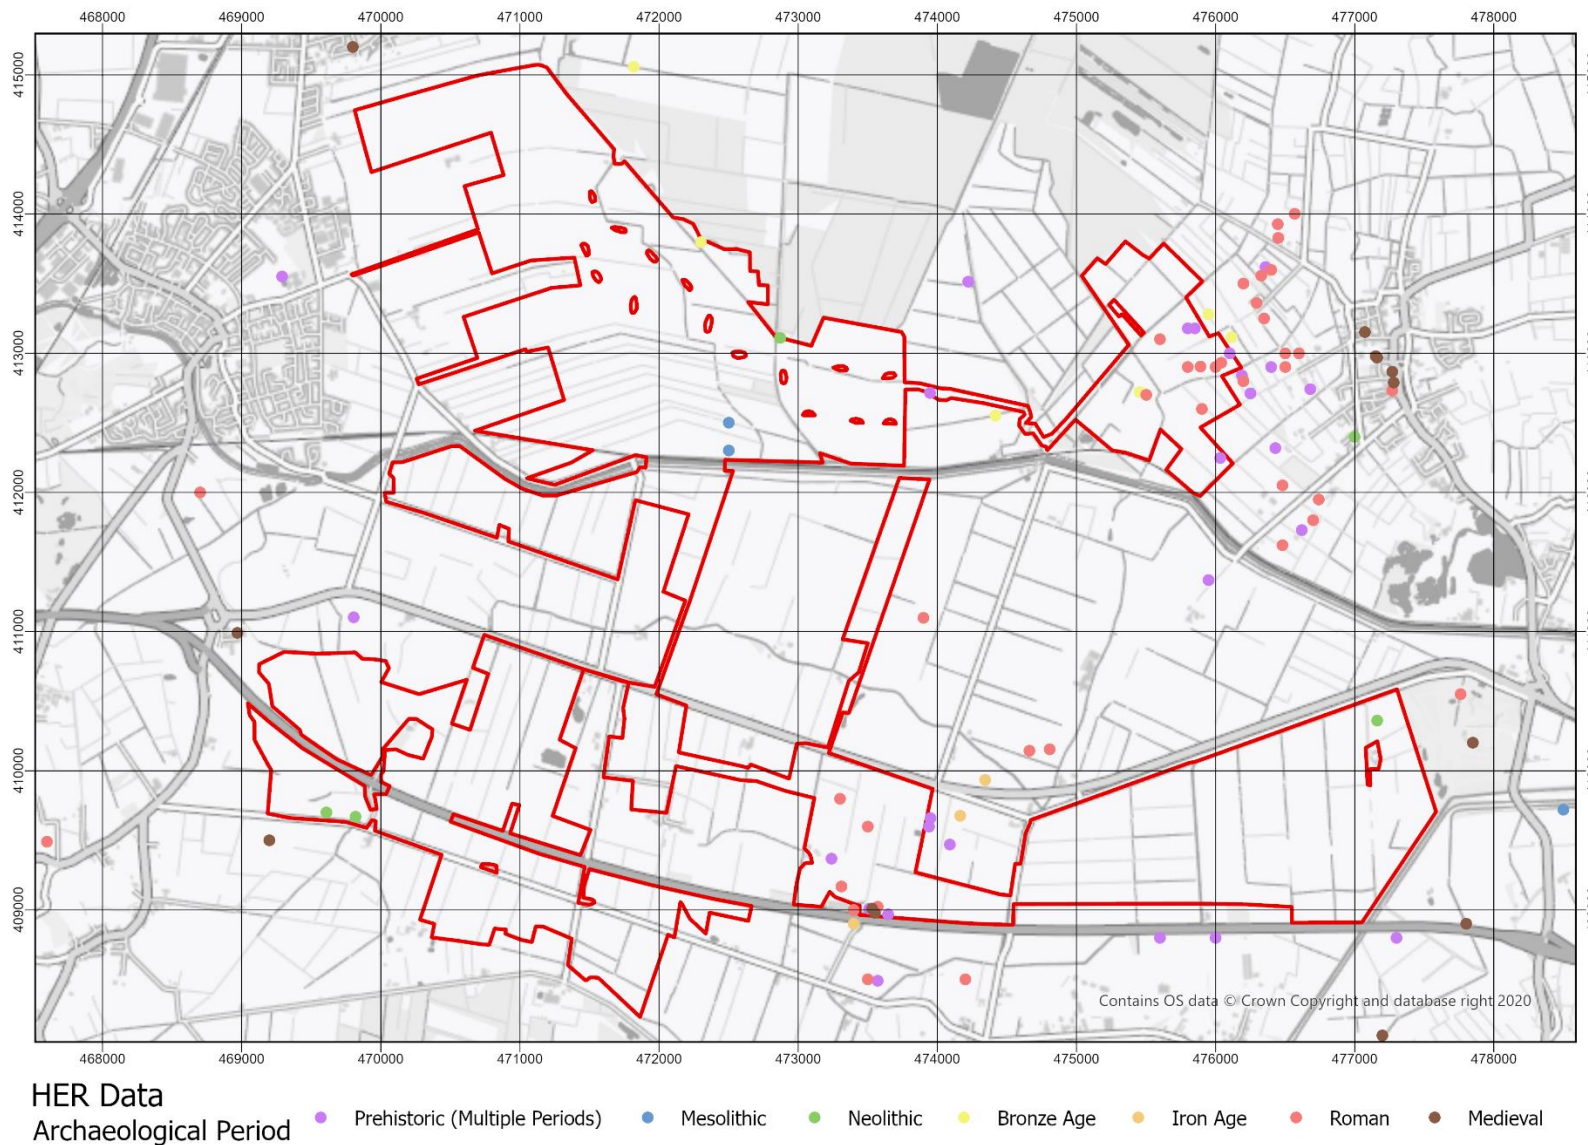 468000 469000 470000 471000 472000 473000 474000 475000 476000 477000 478000
415000
414000
413000
412000
411000
410000
409000
Contains OS data © Crown Copyright and database right 2020
468000 469000 470000 471000 472000 473000 474000 475000 476000 477000 478000
HER Data
Archaeological Period
Prehistoric (Multiple Periods) Mesolithic Neolithic Bronze Age Iron Age Roman Medieval